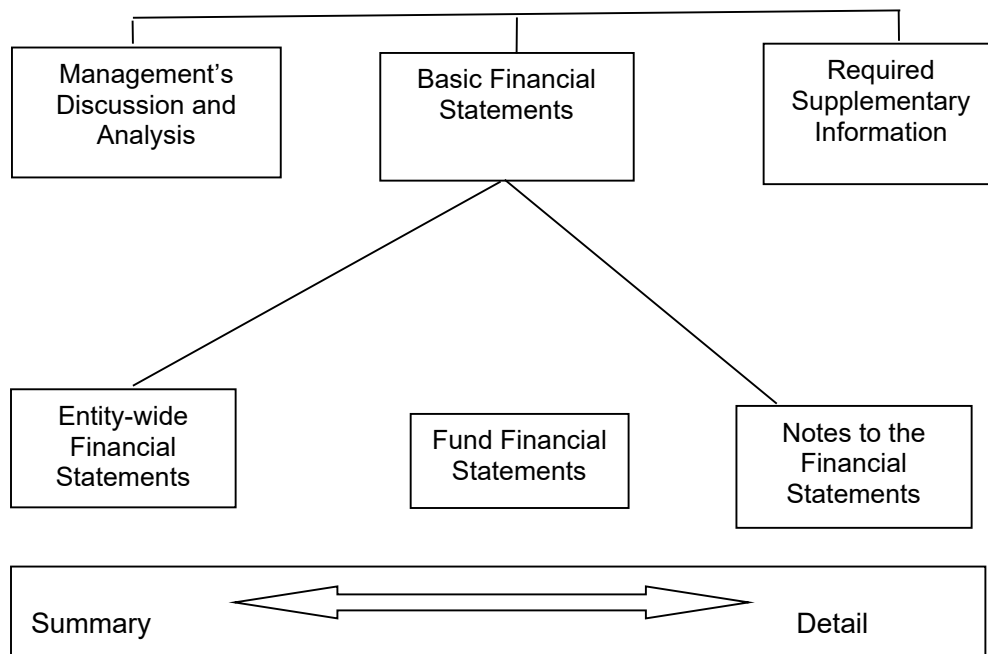 Management’s
Discussion and
Analysis
Basic Financial
Statements
Required
Supplementary
Information
Entity-wide
Financial
Statements
Fund Financial
Statements
Notes to the
Financial
Statements
Summary
Detail